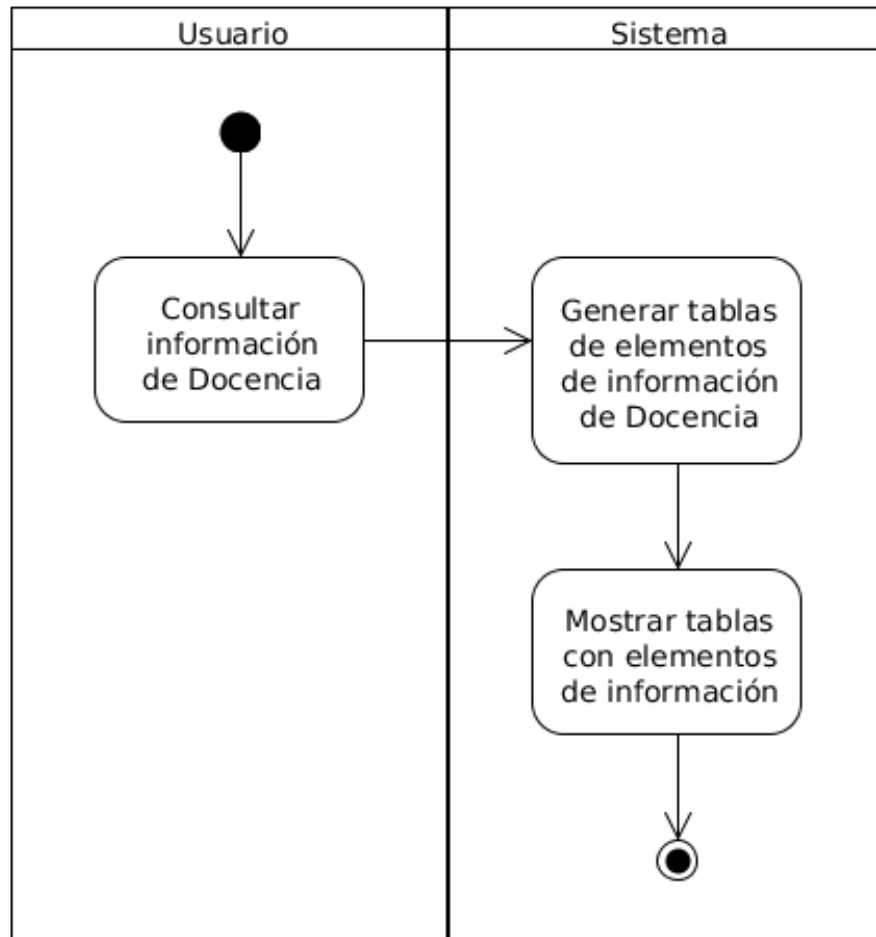 Usuario
Sistema
Consultar
información
de Docencia
Generar tablas
de elementos
de información
de Docencia
Mostrar tablas
con elementos
de información